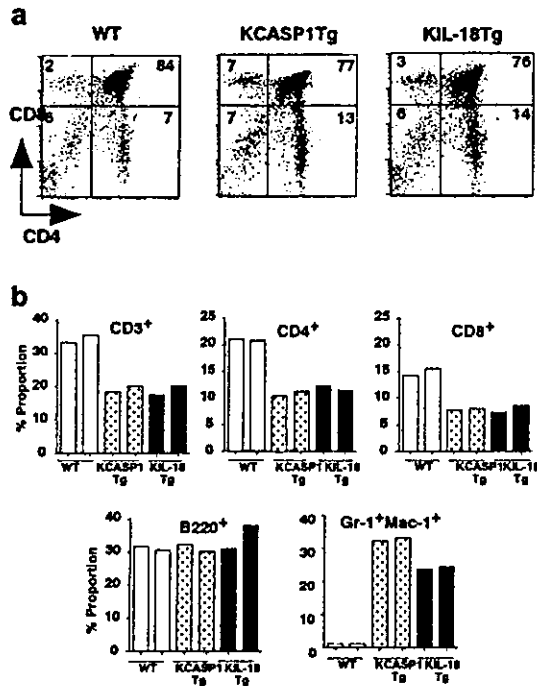 a
WT KCASP1Tg KIL-18Tg
2 84 7 77 3 76
CD8
6 7 7 13 6 14
CD4
b
CD3+ CD4+ CD8+
40 30 20 10 0
% Proportion
25 20 15 10 5 0
25 20 15 10 5 0
WT KCASP1 Tg KIL-18 Tg
WT KCASP1 Tg KIL-18 Tg
WT KCASP1 Tg KIL-18 Tg
B220+ Gr-1+Mac-1+
40 30 20 10 0
% Proportion
40 30 20 10 0
WT KCASP1 Tg KIL-18 Tg
WT KCASP1 Tg KIL-18 Tg